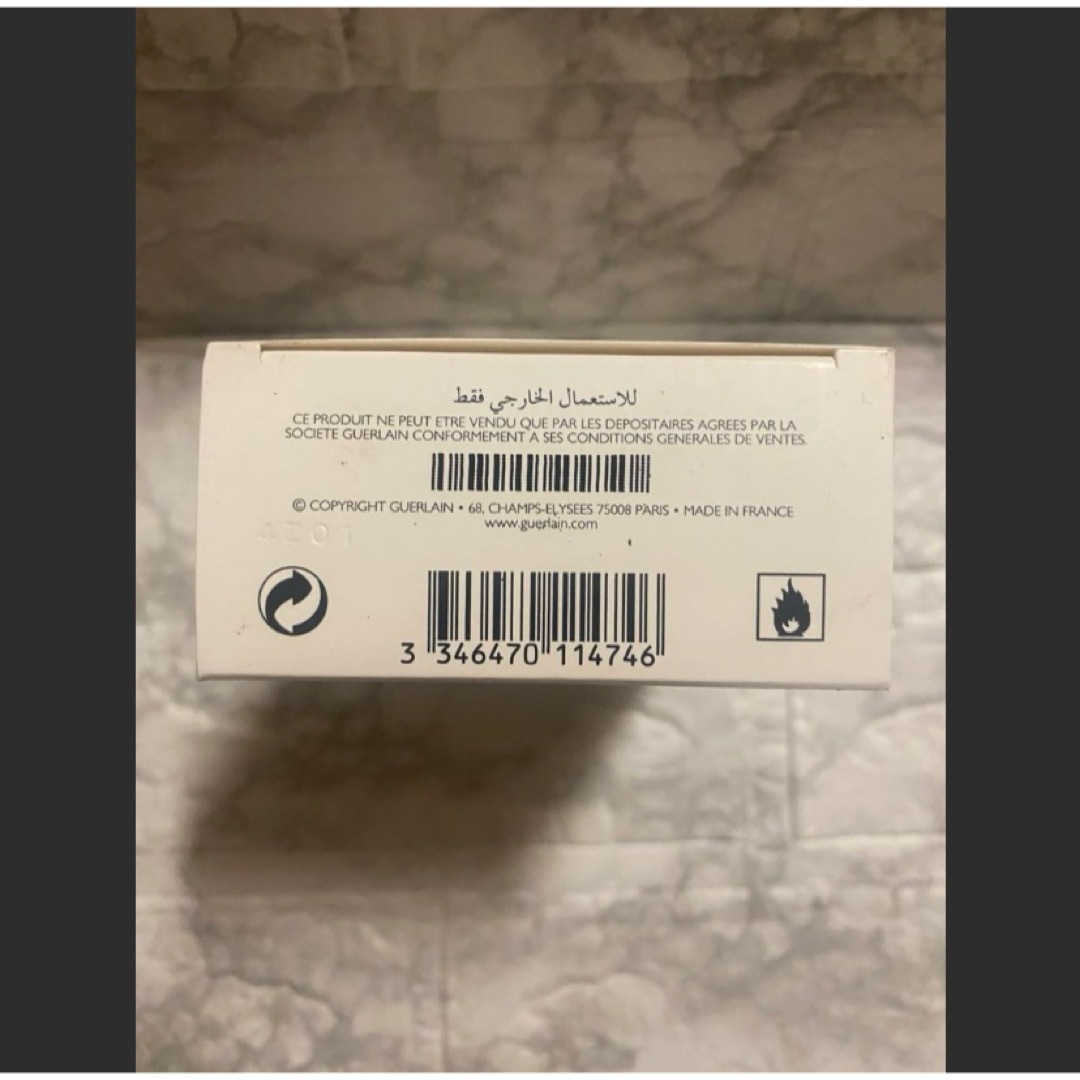 للاستعمال الخارجي فقط
CE PRODUIT NE PEUT ETRE VENDU QUE PAR LES DEPOSITAIRES AGREES PAR LA
SOCIETE GUERLAIN CONFORMEMENT A SES CONDITIONS GENERALES DE VENTES.
© COPYRIGHT GUERLAIN • 68, CHAMPS-ELYSEES 75008 PARIS • MADE IN FRANCE
www.guerlain.com
3 346470 114746